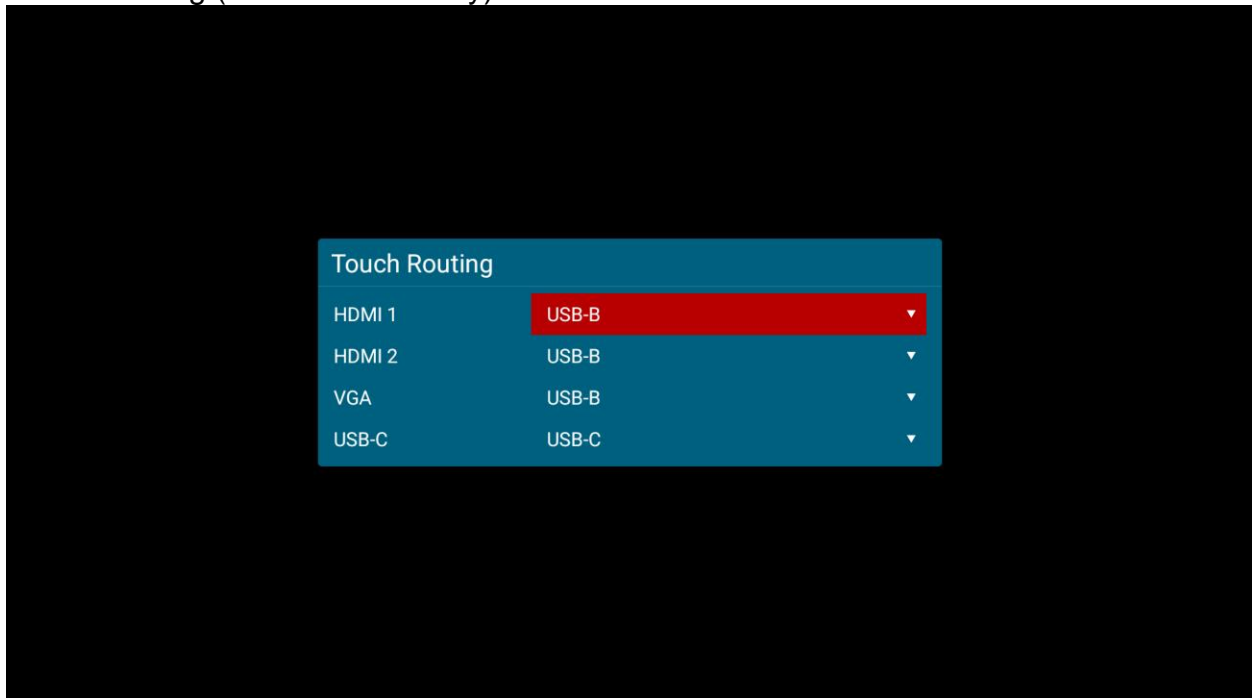 Touch Routing
HDMI 1 USB-B
HDMI 2 USB-B
VGA USB-B
USB-C USB-C